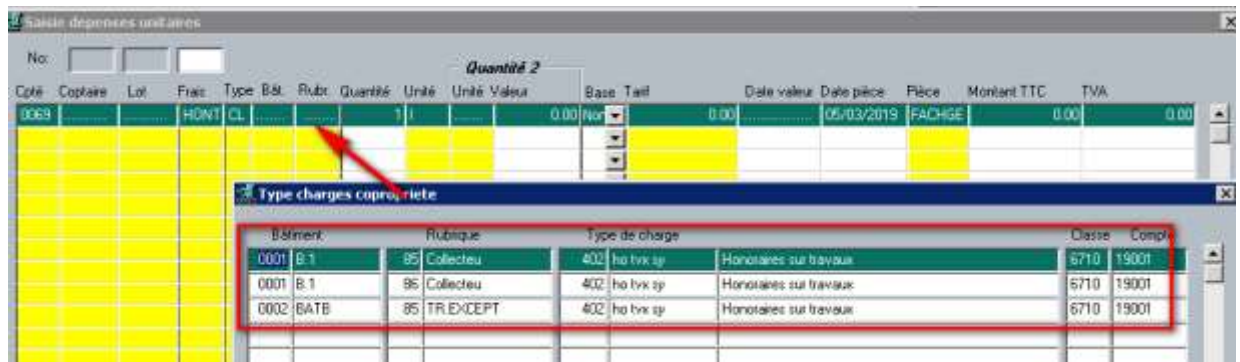 Saisie depenses unitaires
No:
Quantité 2
Cpté Coptaire Lot Frais Type Bât. Rubr. Quantité Unité Unité Valeur Base Tarif Date valeur Date pièce Pièce Montant TTC TVA
0069 HONT CL 1 I 0.00 Nor 0.00 05/03/2019 FACHGE 0.00 0.00
Type charges copropriete
Bâtiment Rubrique Type de charge Classe Compte
0001 B.1 85 Collecteu 402 ho tvx sy Honoraires sur travaux 6710 19001
0001 B.1 86 Collecteu 402 ho tvx sy Honoraires sur travaux 6710 19001
0002 BATB 85 TR.EXCEPT 402 ho tvx sy Honoraires sur travaux 6710 19001